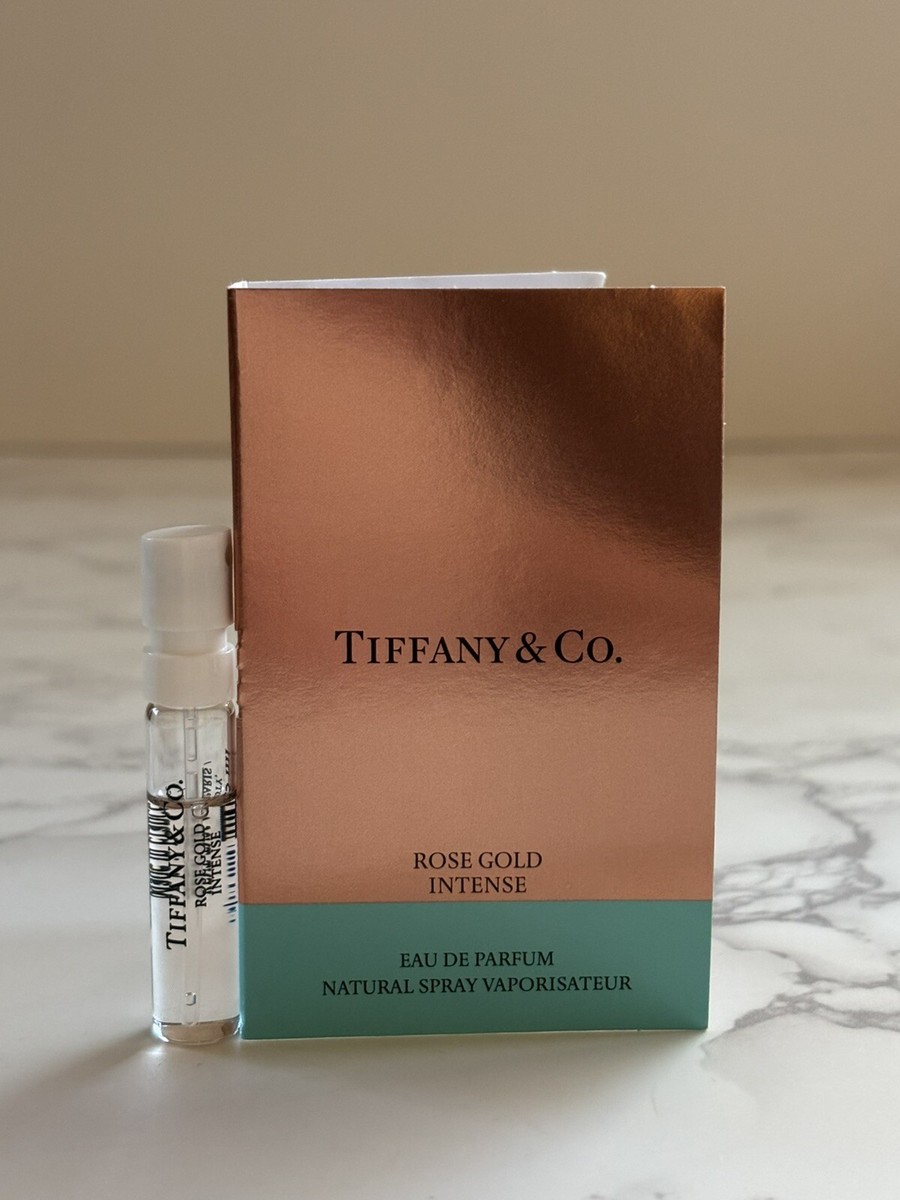 TIFFANY & CO.
ROSE GOLD
INTENSE
EAU DE PARFUM
NATURAL SPRAY VAPORISATEUR
TIFFANY & CO.
ROSE GOLD
INTENSE